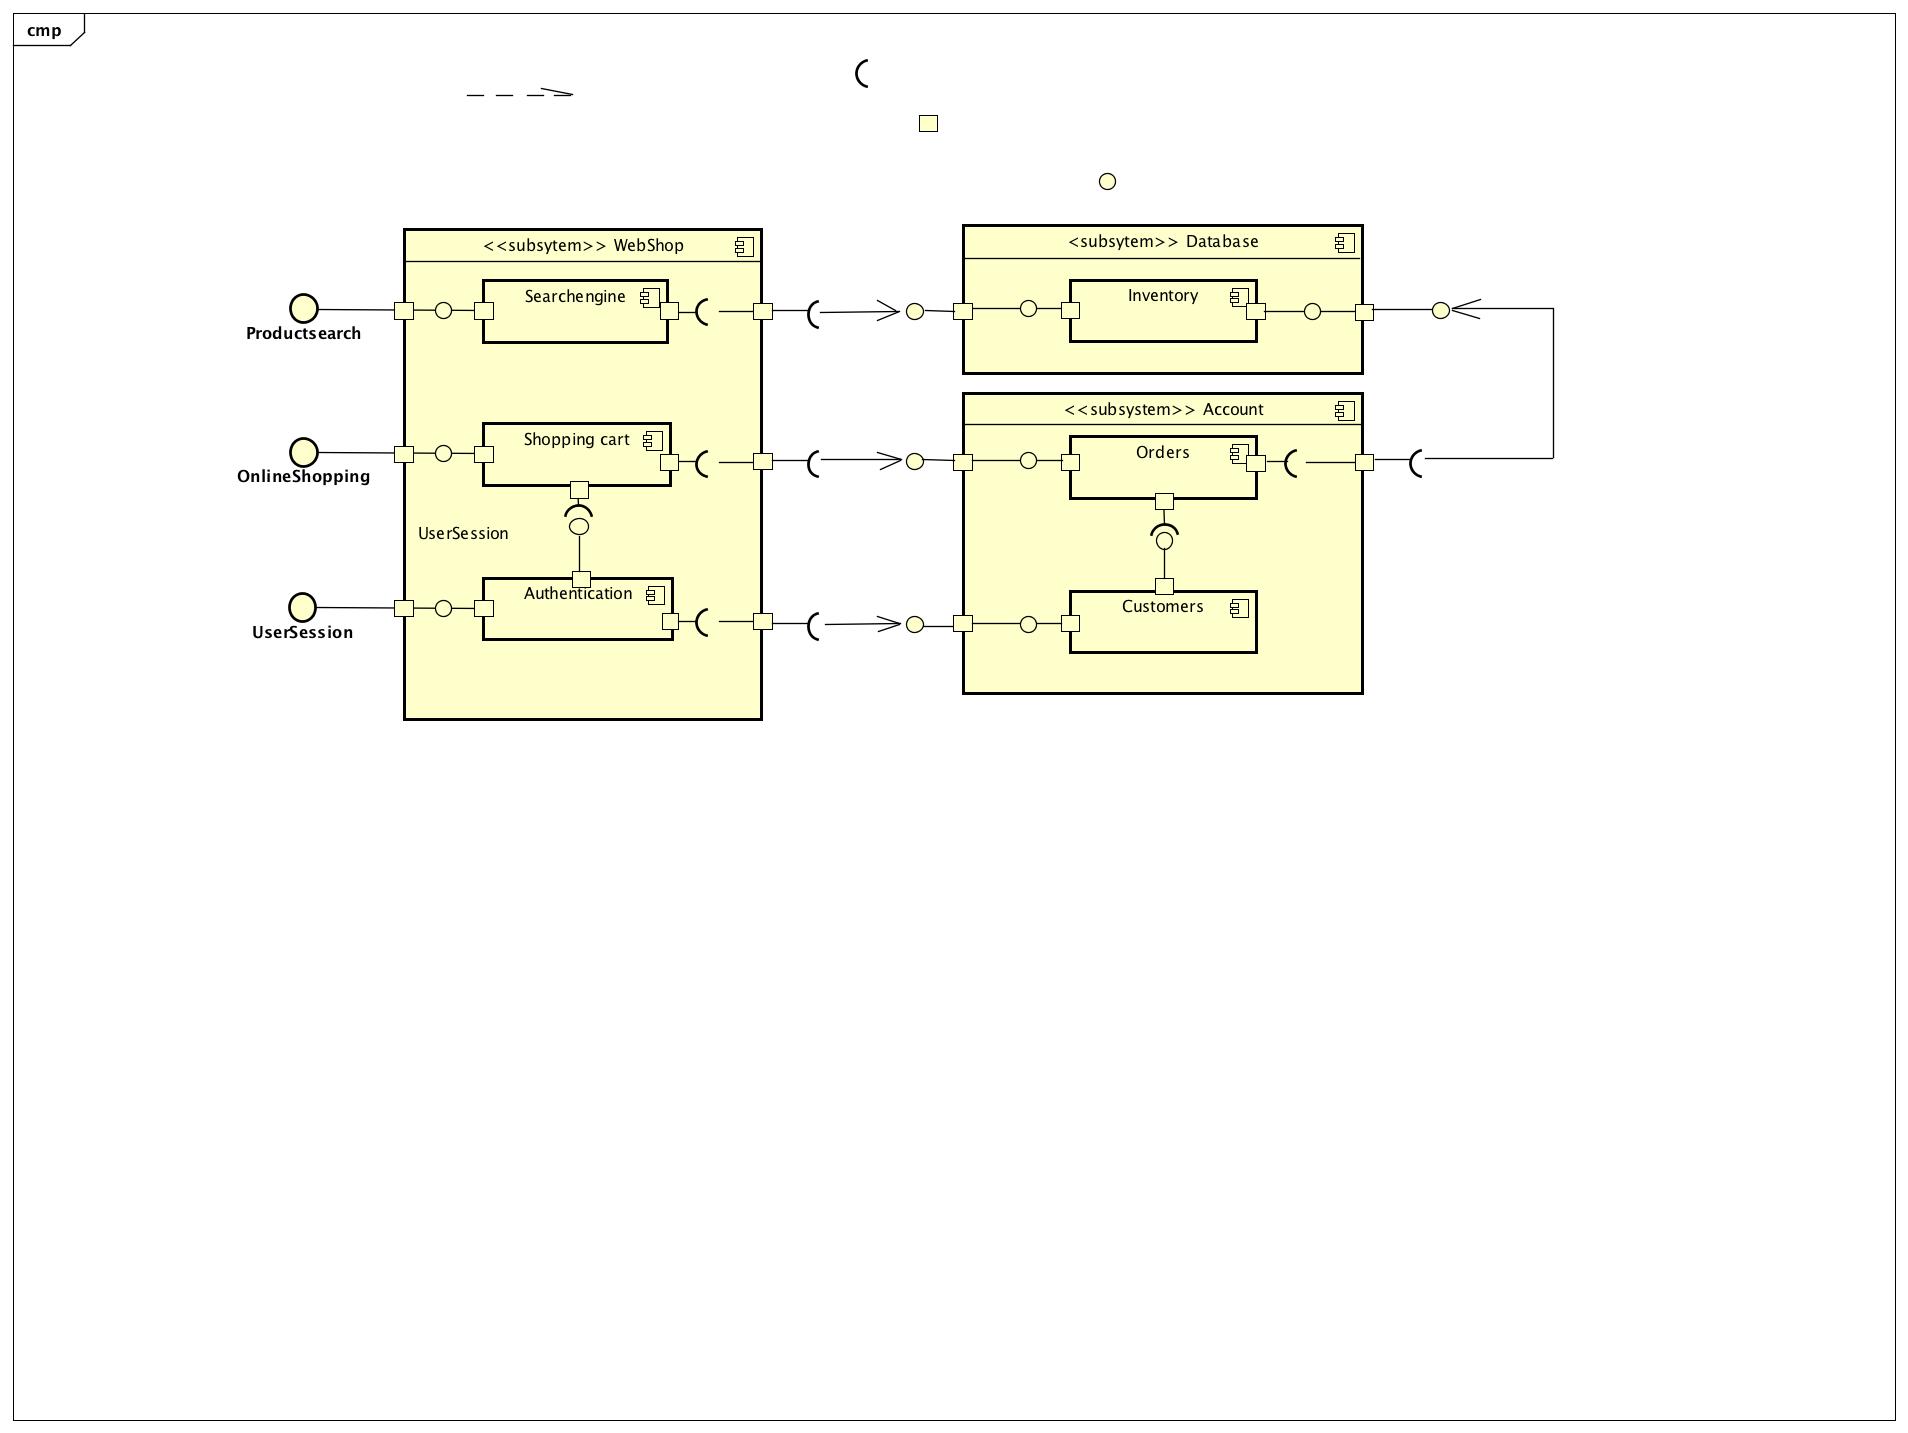 cmp
<<subsytem>> WebShop
<subsytem>> Database
Searchengine
Inventory
Productsearch
<<subsystem>> Account
Shopping cart
Orders
OnlineShopping
UserSession
Authentication
Customers
UserSession